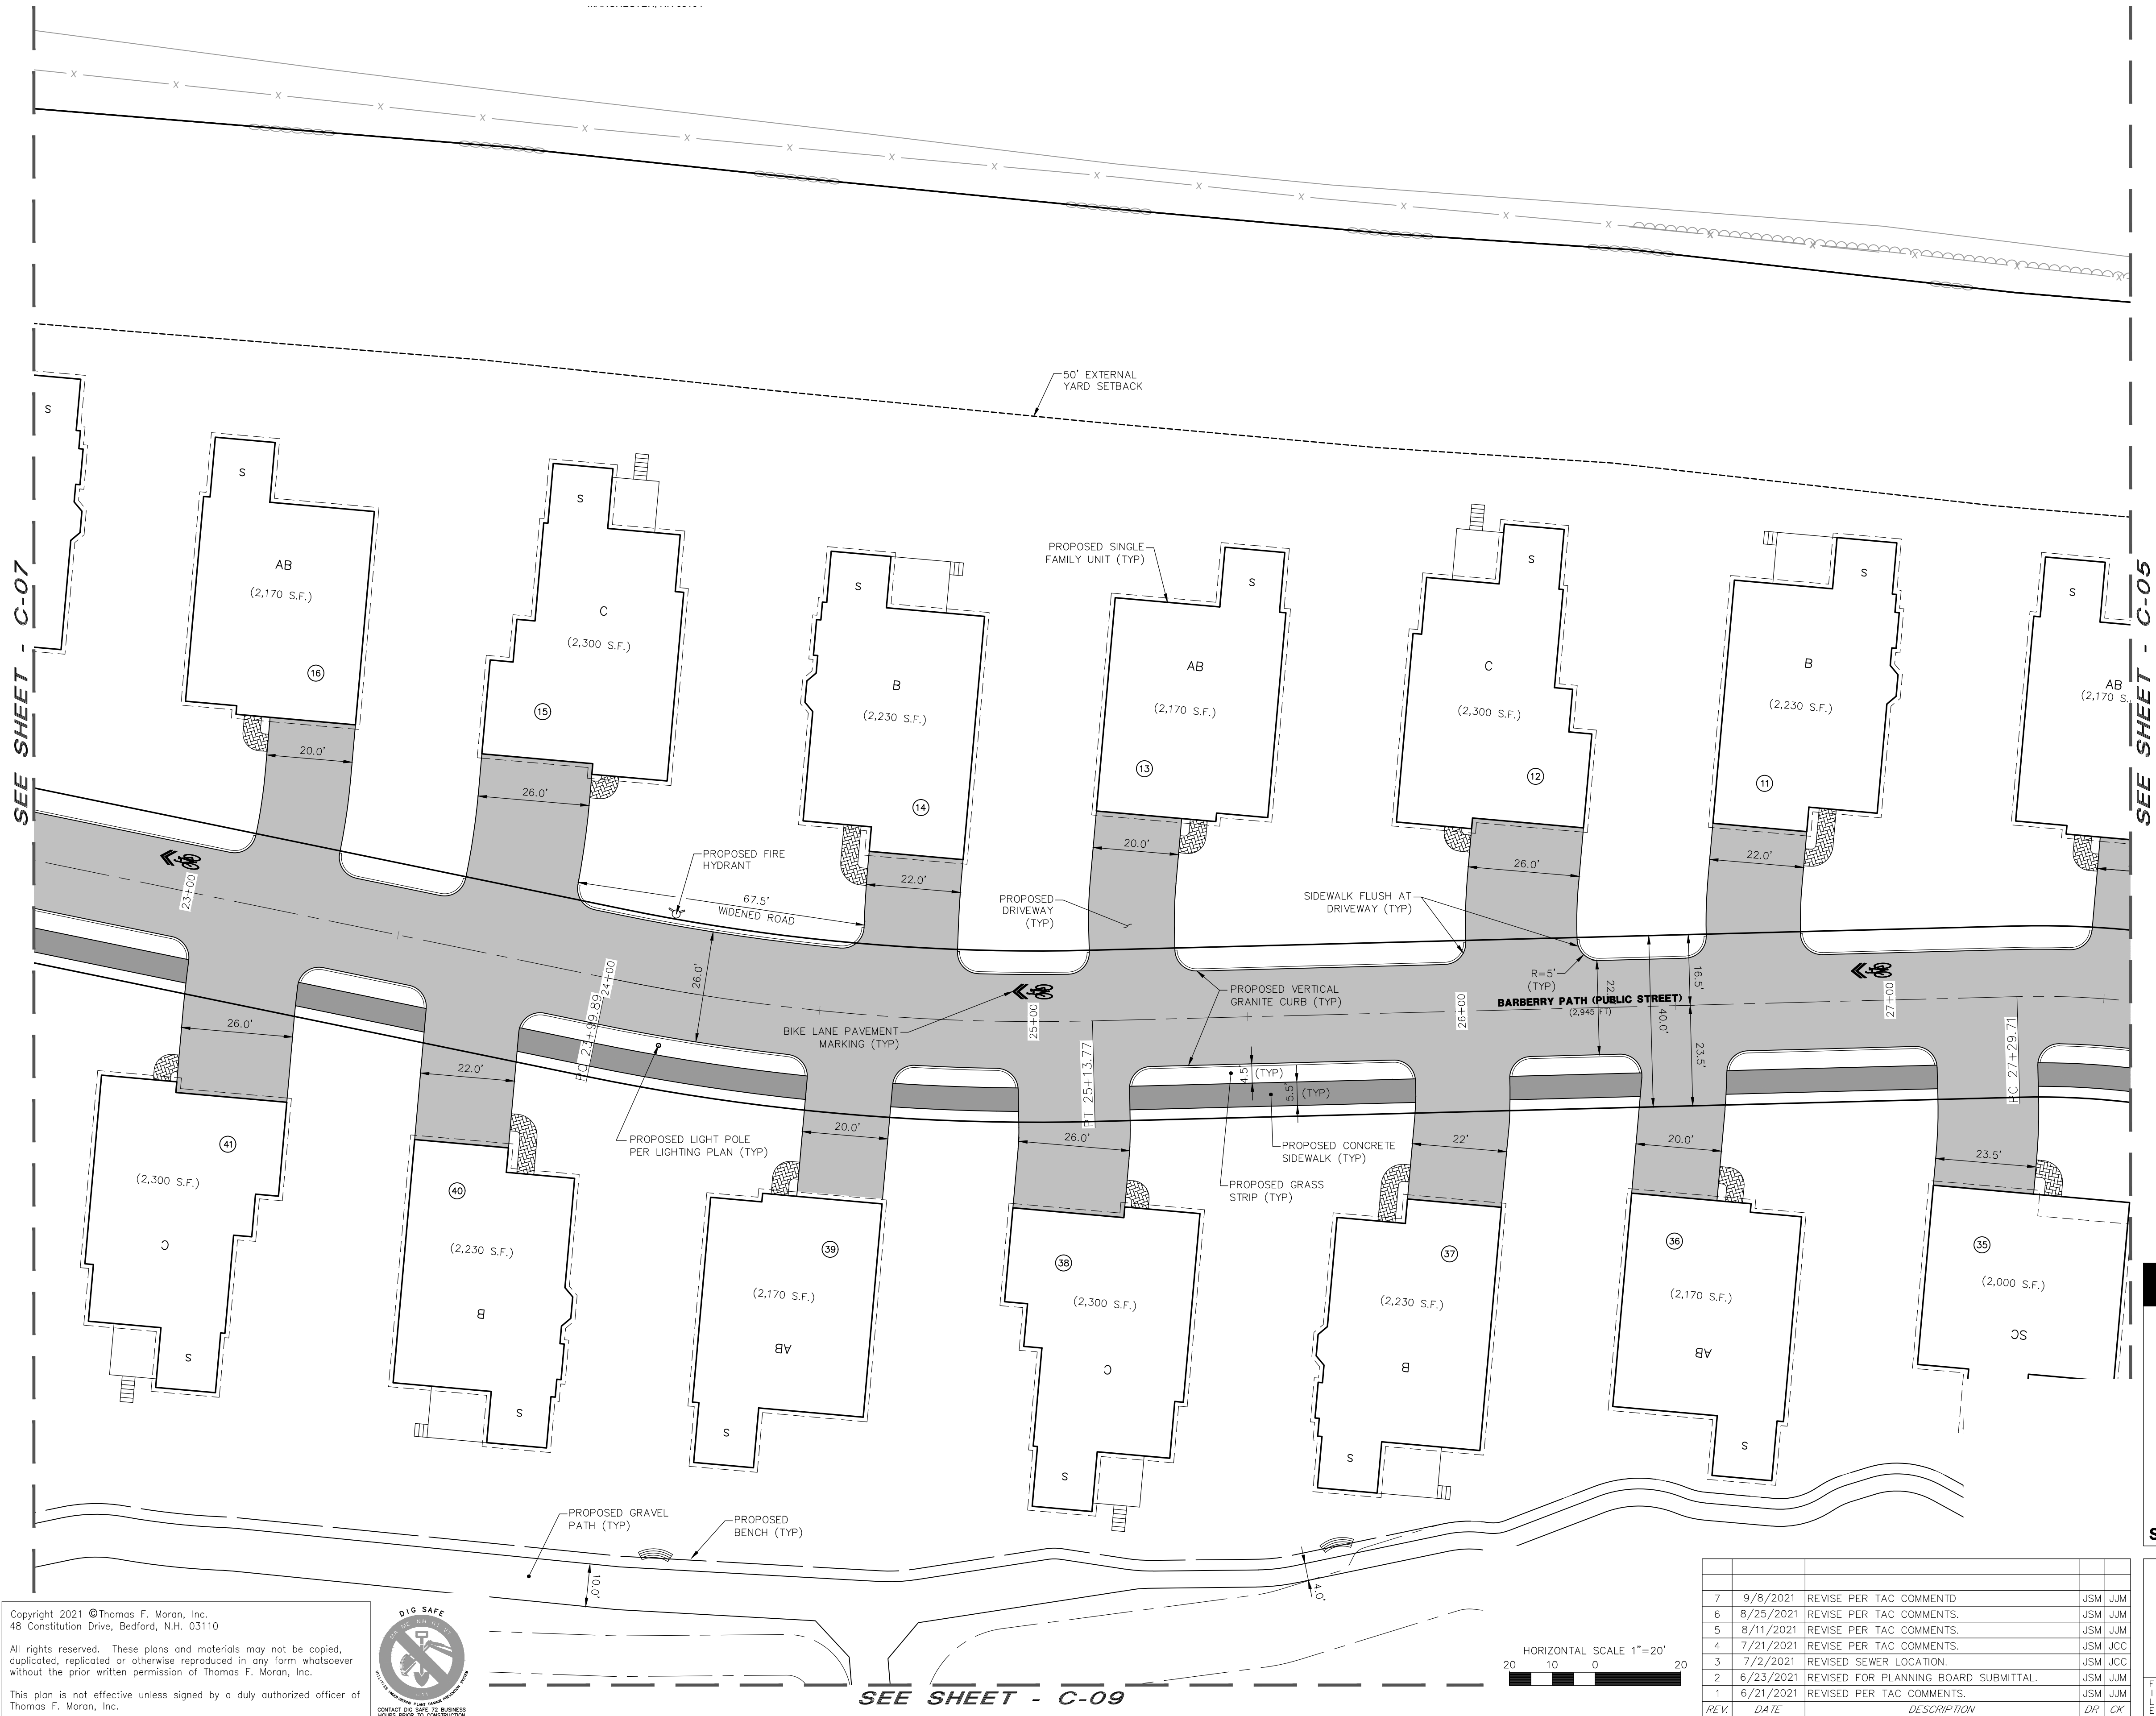 50' EXTERNAL
YARD SETBACK
SEE SHEET - C-07
SEE SHEET - C-05
S
S
AB
(2,170 S.F.)
16
20.0'
S
C
(2,300 S.F.)
15
26.0'
S
B
(2,230 S.F.)
14
22.0'
PROPOSED SINGLE
FAMILY UNIT (TYP)
S
AB
(2,170 S.F.)
13
20.0'
S
C
(2,300 S.F.)
12
26.0'
S
B
(2,230 S.F.)
11
22.0'
S
AB
(2,170 S.
PROPOSED FIRE
HYDRANT
67.5'
WIDENED ROAD
PROPOSED
DRIVEWAY
(TYP)
SIDEWALK FLUSH AT
DRIVEWAY (TYP)
23+00
PC 23+99.89
24+00
26.0'
BIKE LANE PAVEMENT
MARKING (TYP)
25+00
PT 25+13.77
PROPOSED VERTICAL
GRANITE CURB (TYP)
26+00
R=5'
(TYP)
22.
BARBERRY PATH (PUBLIC STREET)
(2,945 FT)
40.0'
16.5'
23.5'
27+00
PC 27+29.71
4.5'
(TYP)
5.5'
(TYP)
26.0'
22.0'
20.0'
26.0'
22'
20.0'
23.5'
PROPOSED LIGHT POLE
PER LIGHTING PLAN (TYP)
PROPOSED CONCRETE
SIDEWALK (TYP)
PROPOSED GRASS
STRIP (TYP)
41
(2,300 S.F.)
C
S
40
(2,230 S.F.)
B
S
39
(2,170 S.F.)
AB
S
38
(2,300 S.F.)
C
S
37
(2,230 S.F.)
B
S
36
(2,170 S.F.)
AB
S
35
(2,000 S.F.)
SC
PROPOSED GRAVEL
PATH (TYP)
PROPOSED
BENCH (TYP)
10.0'
4.0'
SEE SHEET - C-09
HORIZONTAL SCALE 1"=20'
20 10 0 20
Copyright 2021 ©Thomas F. Moran, Inc.
48 Constitution Drive, Bedford, N.H. 03110
All rights reserved. These plans and materials may not be copied,
duplicated, replicated or otherwise reproduced in any form whatsoever
without the prior written permission of Thomas F. Moran, Inc.
This plan is not effective unless signed by a duly authorized officer of
Thomas F. Moran, Inc.
DIG SAFE
CONTACT DIG SAFE 72 BUSINESS
HOURS PRIOR TO CONSTRUCTION
7 9/8/2021 REVISE PER TAC COMMENTD JSM JJM
6 8/25/2021 REVISE PER TAC COMMENTS. JSM JJM
5 8/11/2021 REVISE PER TAC COMMENTS. JSM JJM
4 7/21/2021 REVISE PER TAC COMMENTS. JSM JCC
3 7/2/2021 REVISED SEWER LOCATION. JSM JCC
2 6/23/2021 REVISED FOR PLANNING BOARD SUBMITTAL. JSM JJM
1 6/21/2021 REVISED PER TAC COMMENTS. JSM JJM
REV. DATE DESCRIPTION DR CK